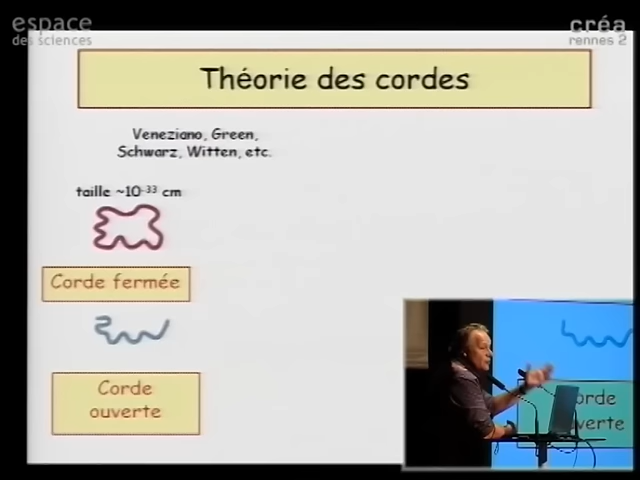 espace
des sciences
créa
rennes 2
Théorie des cordes
Veneziano, Green,
Schwarz, Witten, etc.
taille ~10⁻³³ cm
Corde fermée
Corde
ouverte
orde
verte